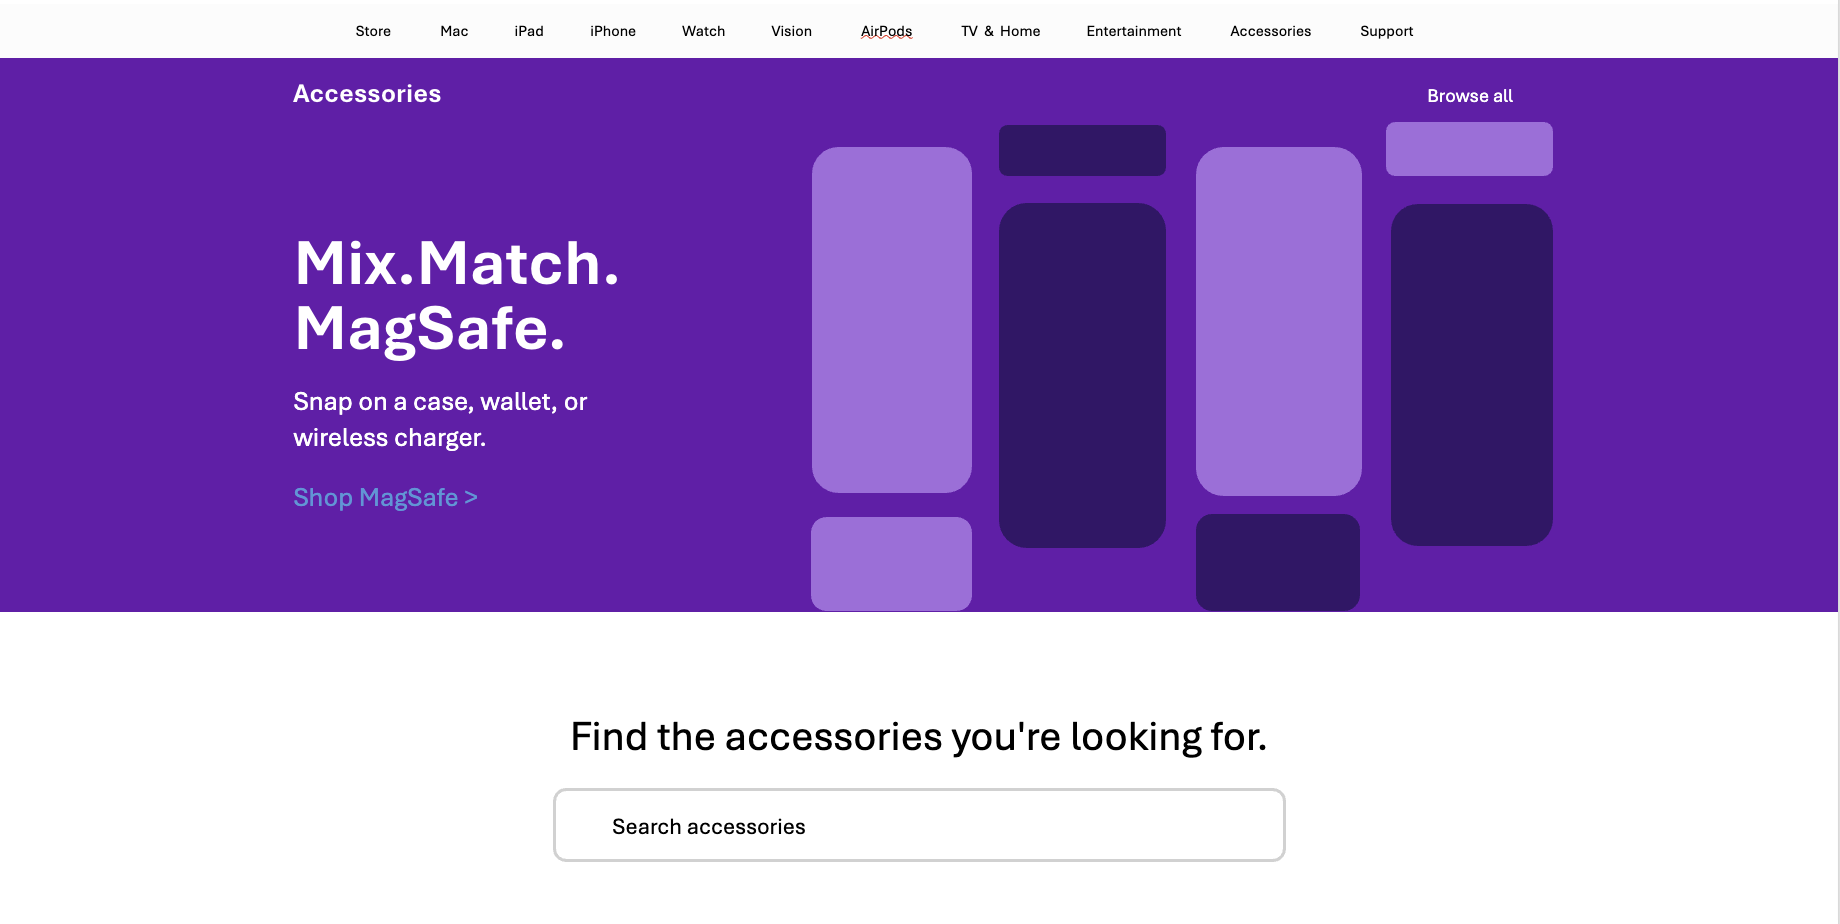 Store Mac iPad iPhone Watch Vision AirPods TV & Home Entertainment Accessories Support
Accessories
Browse all
Mix.Match.
MagSafe.
Snap on a case, wallet, or
wireless charger.
Shop MagSafe >
Find the accessories you're looking for.
Search accessories